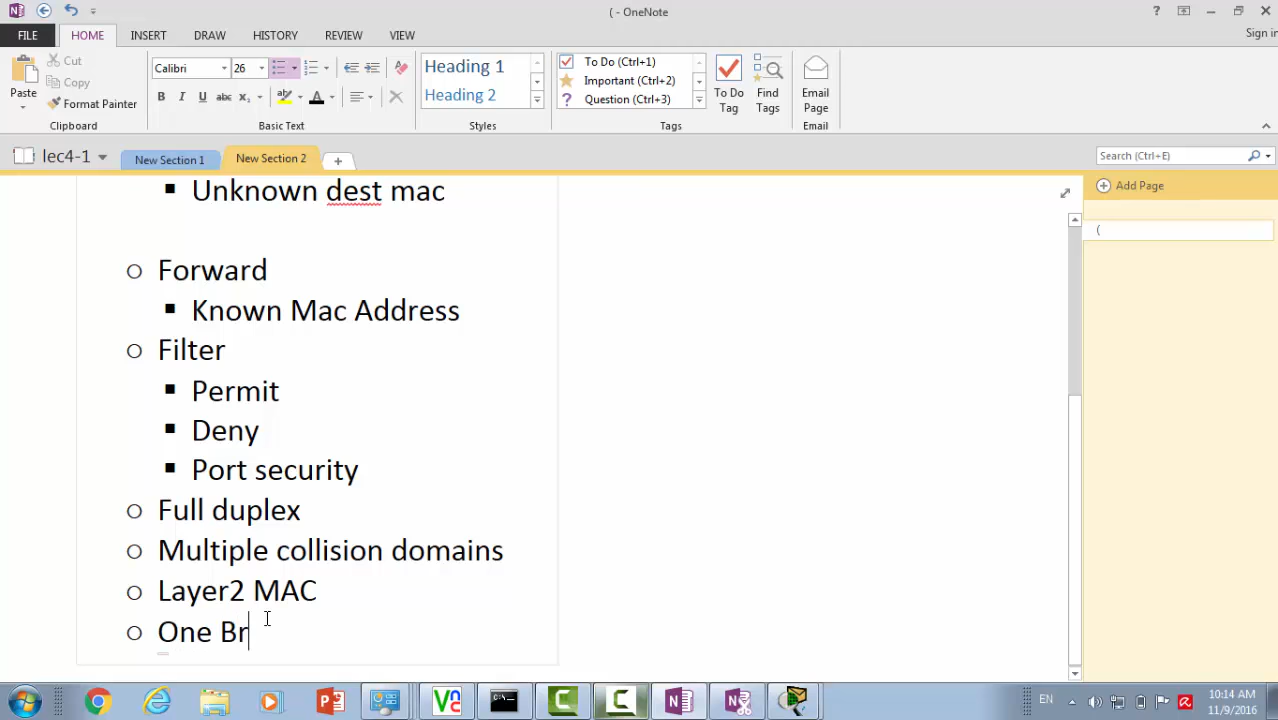 ( - OneNote
FILE HOME INSERT DRAW HISTORY REVIEW VIEW Sign in
Paste Cut Copy Format Painter
Calibri 26
B I U abc x₂ A
Heading 1
Heading 2
To Do (Ctrl+1)
Important (Ctrl+2)
Question (Ctrl+3)
To Do Tag
Find Tags
Email Page
Clipboard Basic Text Styles Tags Email
lec4-1 New Section 1 New Section 2 + Search (Ctrl+E)
Add Page
(
Unknown dest mac
Forward
Known Mac Address
Filter
Permit
Deny
Port security
Full duplex
Multiple collision domains
Layer2 MAC
One Br
EN 10:14 AM
11/9/2016